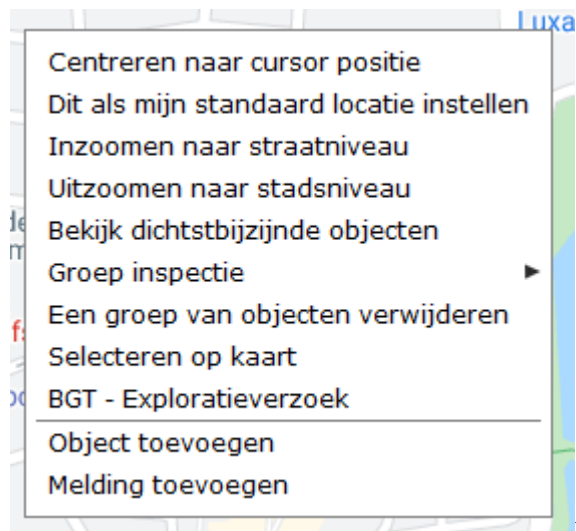 Luxa
Centreren naar cursor positie
Dit als mijn standaard locatie instellen
Inzoomen naar straatniveau
Uitzoomen naar stadsniveau
Bekijk dichtstbijzijnde objecten
Groep inspectie
Een groep van objecten verwijderen
Selecteren op kaart
BGT - Exploratieverzoek
Object toevoegen
Melding toevoegen